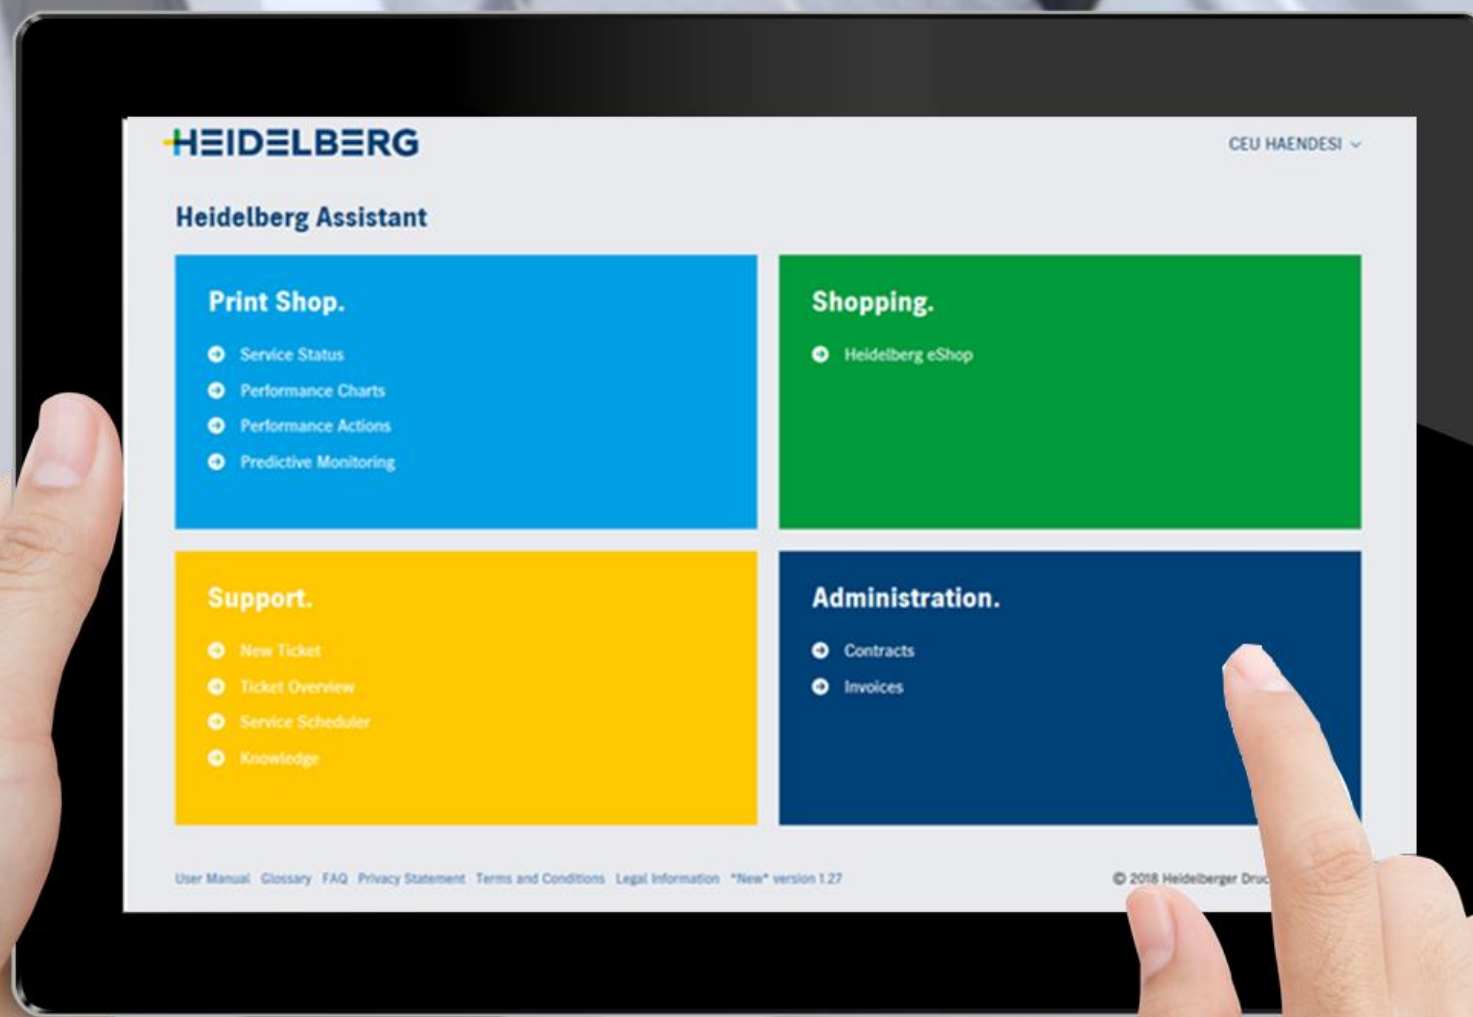 HEIDELBERG
CEU HAENDESI
Heidelberg Assistant
Print Shop.
Service Status
Performance Charts
Performance Actions
Predictive Monitoring
Shopping.
Heidelberg eShop
Support.
New Ticket
Ticket Overview
Service Scheduler
Knowledge
Administration.
Contracts
Invoices
User Manual Glossary FAQ Privacy Statement Terms and Conditions Legal Information *New* version 1.27
© 2018 Heidelberger